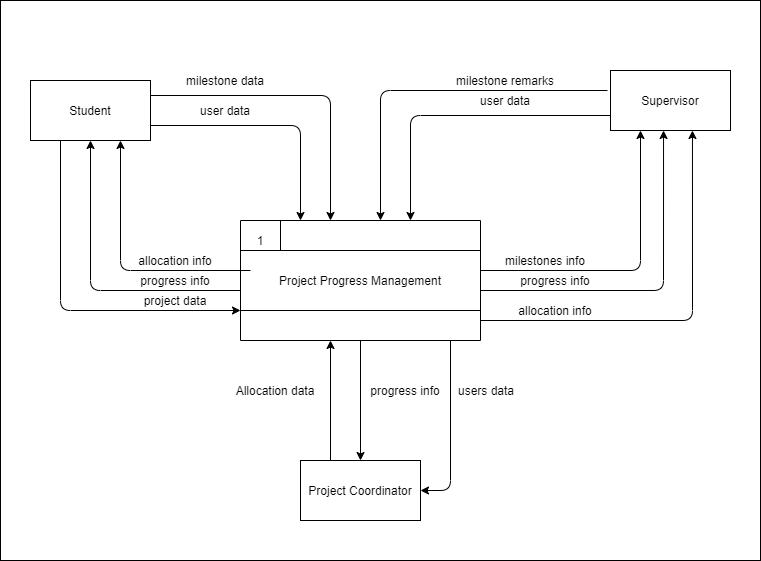 milestone data
milestone remarks
Student
user data
user data
Supervisor
1
allocation info
milestones info
progress info
Project Progress Management
progress info
project data
allocation info
Allocation data
progress info
users data
Project Coordinator